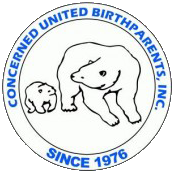 CONCERNED UNITED BIRTHPARENTS, INC.
SINCE 1976